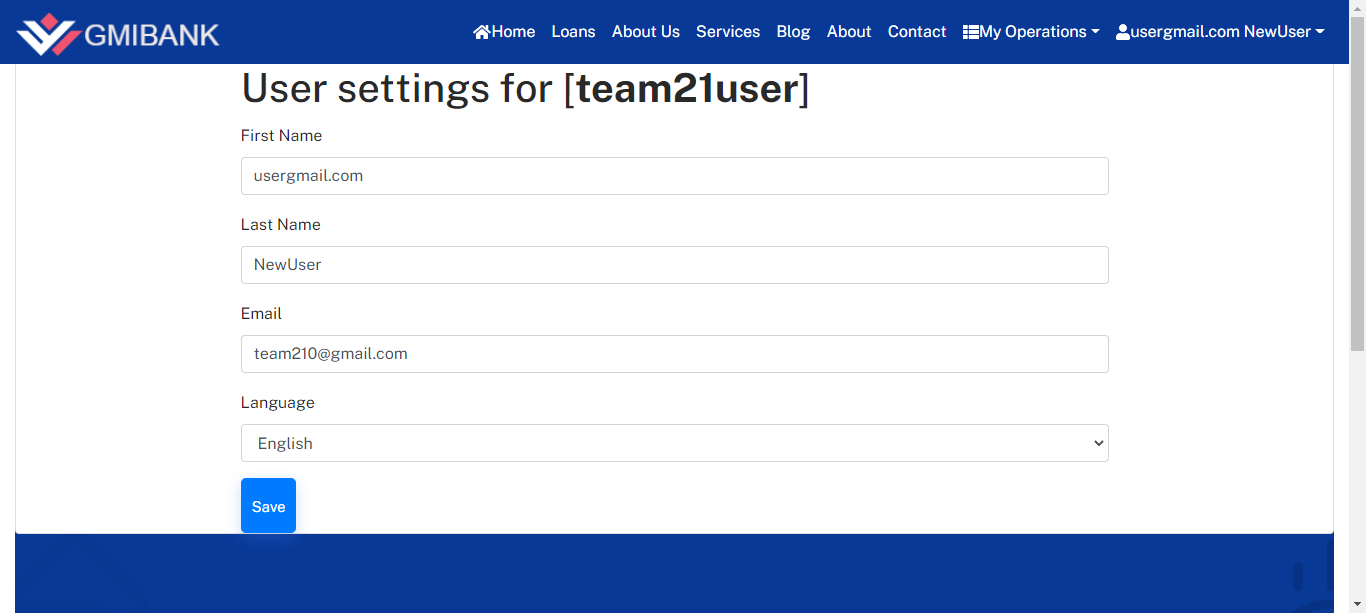 GMIBANK
Home Loans About Us Services Blog About Contact My Operations usergmail.com NewUser
User settings for [team21user]
First Name
usergmail.com
Last Name
NewUser
Email
team210@gmail.com
Language
English
Save